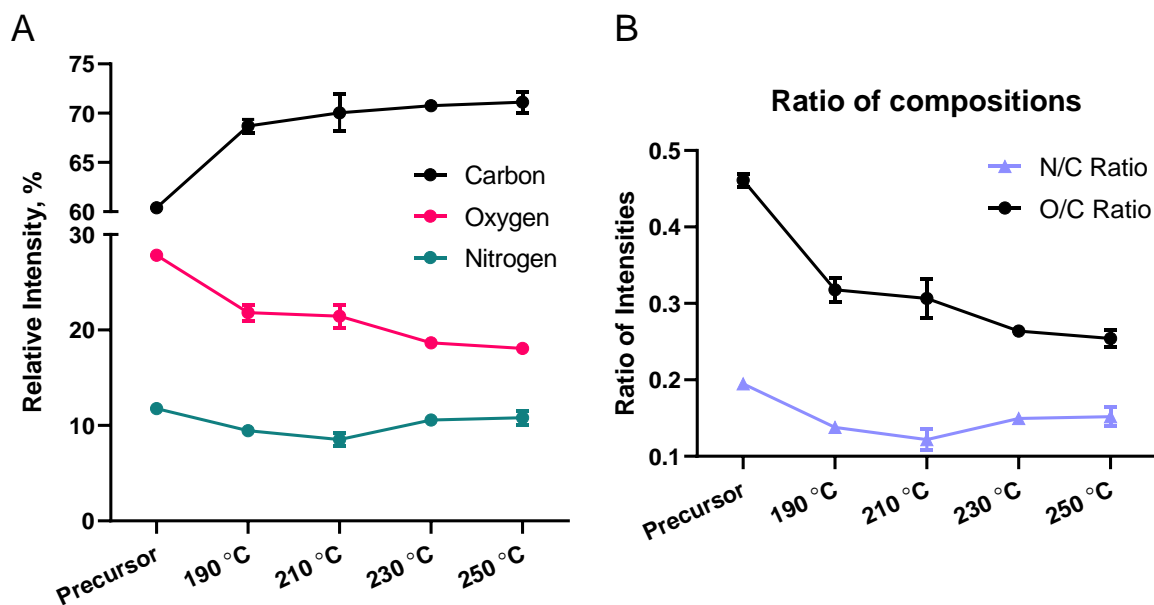 A
Relative Intensity, %
75
70
65
60
30
20
10
0
Carbon
Oxygen
Nitrogen
Precursor
190 °C
210 °C
230 °C
250 °C
B
Ratio of compositions
Ratio of Intensities
0.5
0.4
0.3
0.2
0.1
N/C Ratio
O/C Ratio
Precursor
190 °C
210 °C
230 °C
250 °C